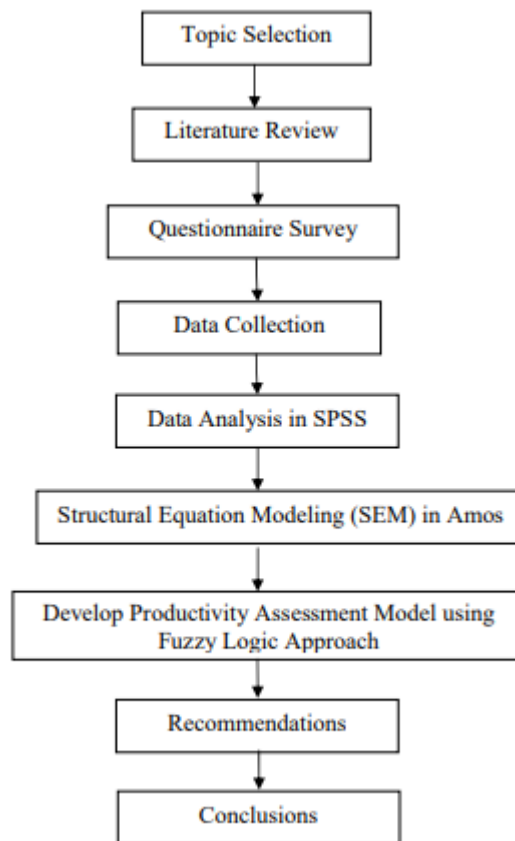 Topic Selection
Literature Review
Questionnaire Survey
Data Collection
Data Analysis in SPSS
Structural Equation Modeling (SEM) in Amos
Develop Productivity Assessment Model using
Fuzzy Logic Approach
Recommendations
Conclusions